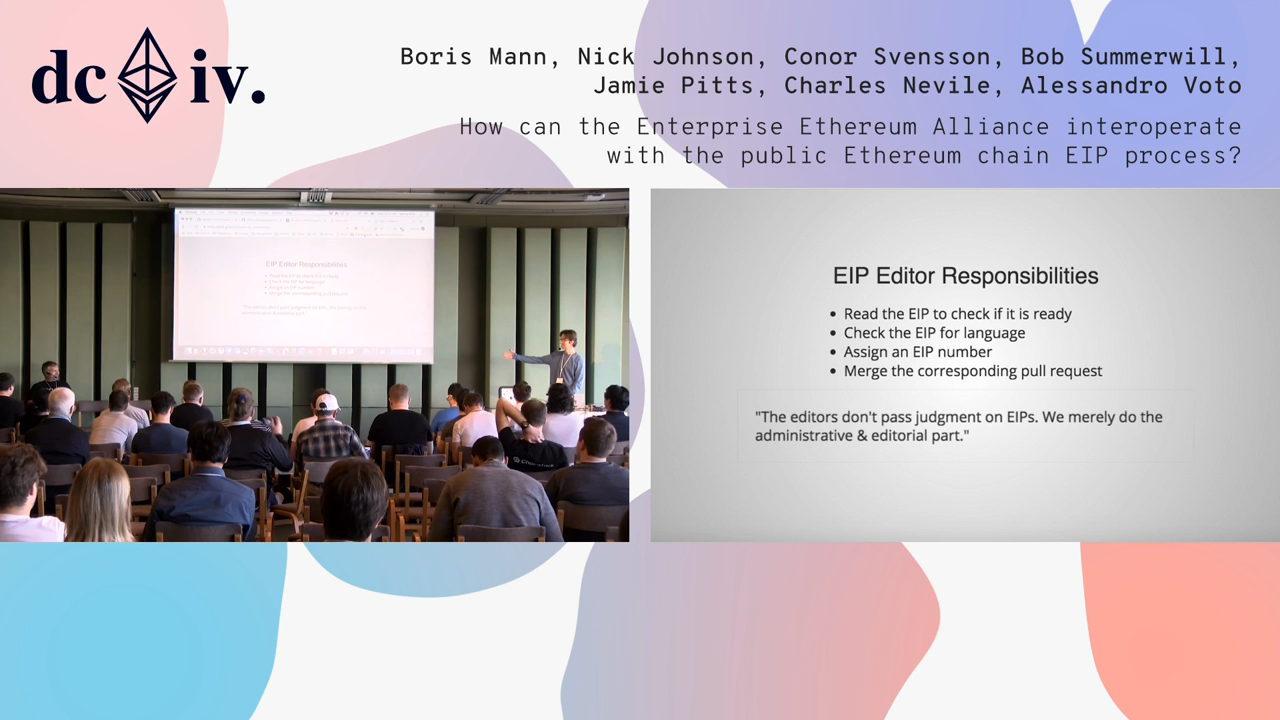 dc iv.
Boris Mann, Nick Johnson, Conor Svensson, Bob Summerwill,
Jamie Pitts, Charles Nevile, Alessandro Voto
How can the Enterprise Ethereum Alliance interoperate
with the public Ethereum chain EIP process?
EIP Editor Responsibilities
EIP Editor Responsibilities
• Read the EIP to check if it is ready
• Check the EIP for language
• Assign an EIP number
• Merge the corresponding pull request
"The editors don't pass judgment on EIPs. We merely do the
administrative & editorial part."